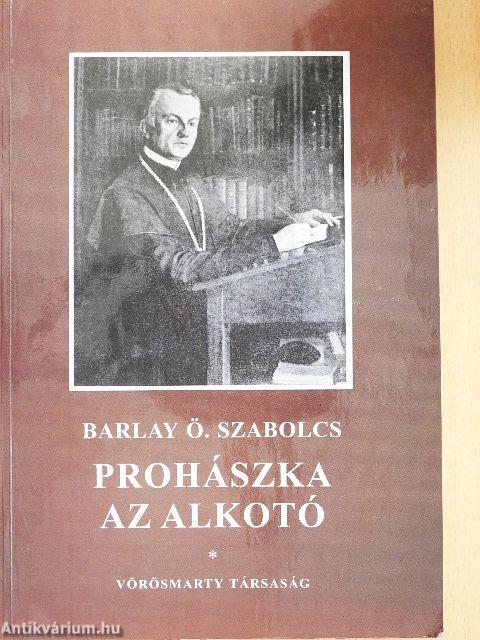 BARLAY Ö. SZABOLCS
PROHÁSZKA
AZ ALKOTÓ
*
VÖRÖSMARTY TÁRSASÁG
Antikvárium.hu